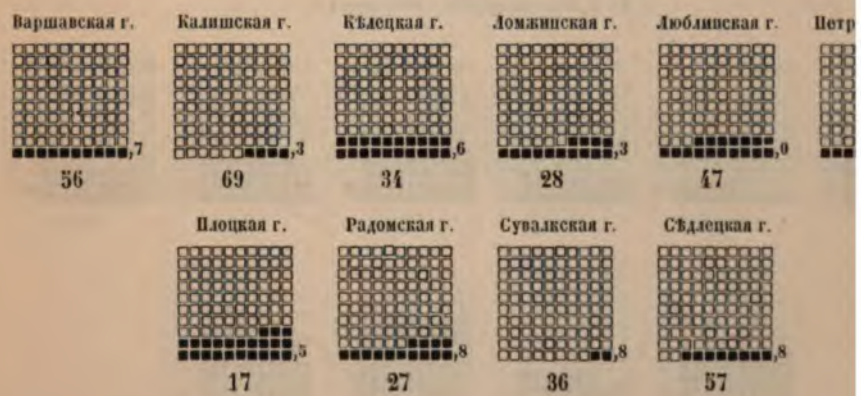 Варшавская г. Калишская г. Кѣлецкая г. Ломжинская г. Люблинская г. Петр
,7 ,3 ,6 ,3 ,0
56 69 34 28 47
Плоцкая г. Радомская г. Сувалкская г. Сѣдлецкая г.
,5 ,8 ,8 ,8
17 27 36 57